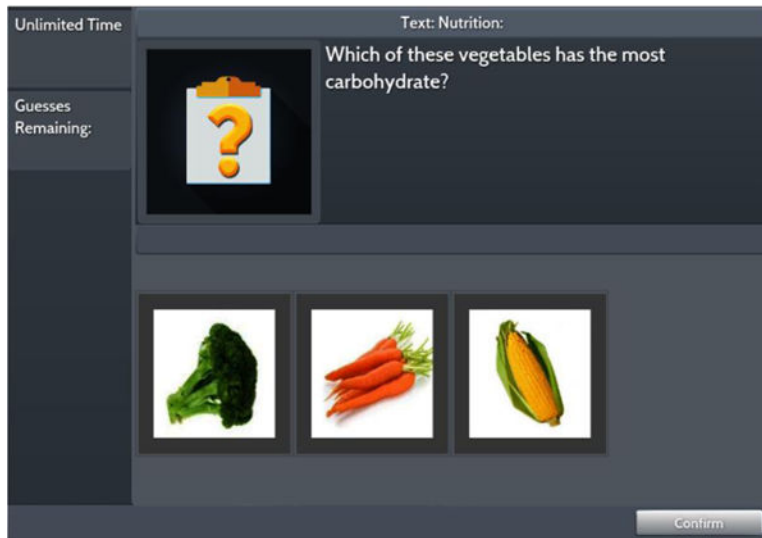 Unlimited Time
Guesses
Remaining:
Text: Nutrition:
Which of these vegetables has the most
carbohydrate?
?
Confirm